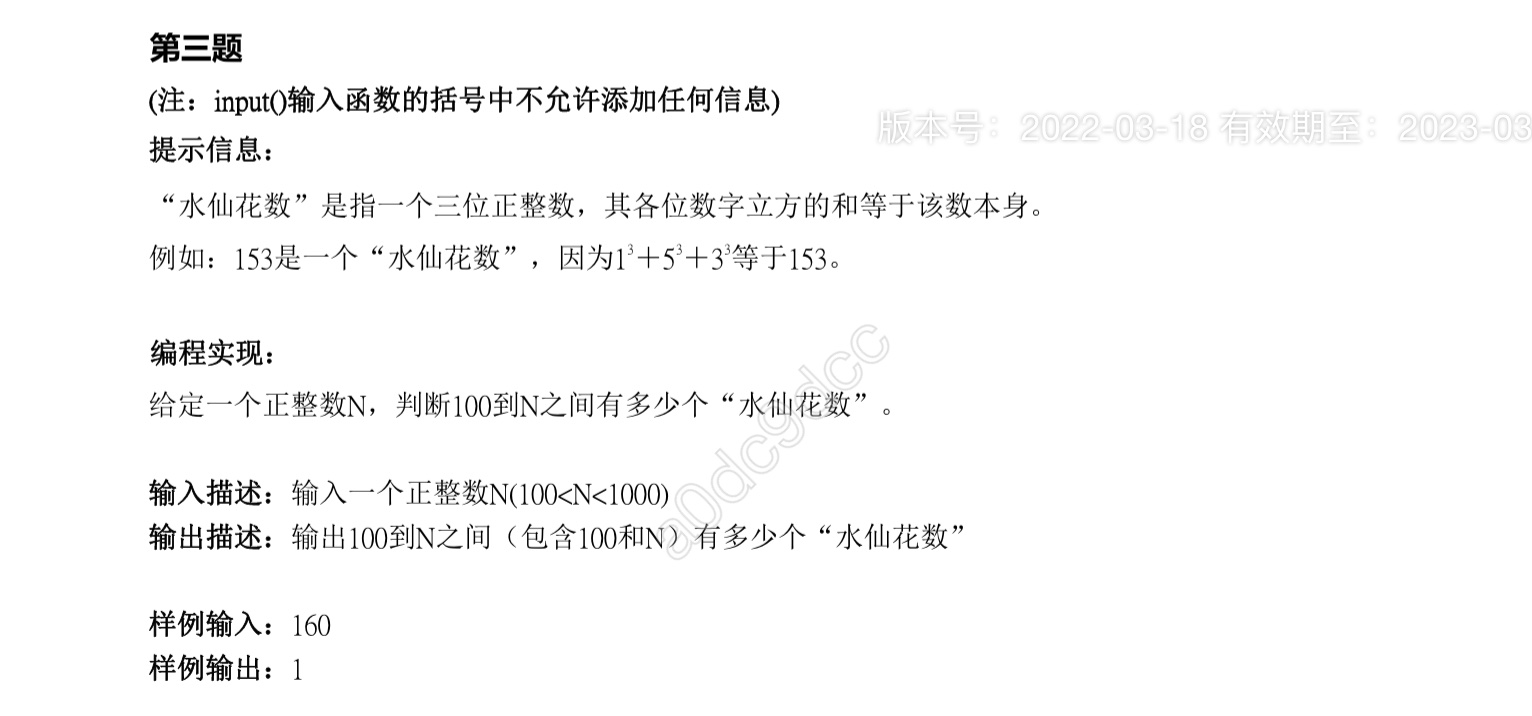 第三题
(注：input()输入函数的括号中不允许添加任何信息)
版本号：2022-03-18 有效期至：2023-03
提示信息：
“水仙花数”是指一个三位正整数，其各位数字立方的和等于该数本身。
例如：153是一个“水仙花数”，因为1³＋5³＋3³等于153。
编程实现：
给定一个正整数N，判断100到N之间有多少个“水仙花数”。
输入描述：输入一个正整数N(100<N<1000)
输出描述：输出100到N之间（包含100和N）有多少个“水仙花数”
a0dc9dcc
样例输入：160
样例输出：1